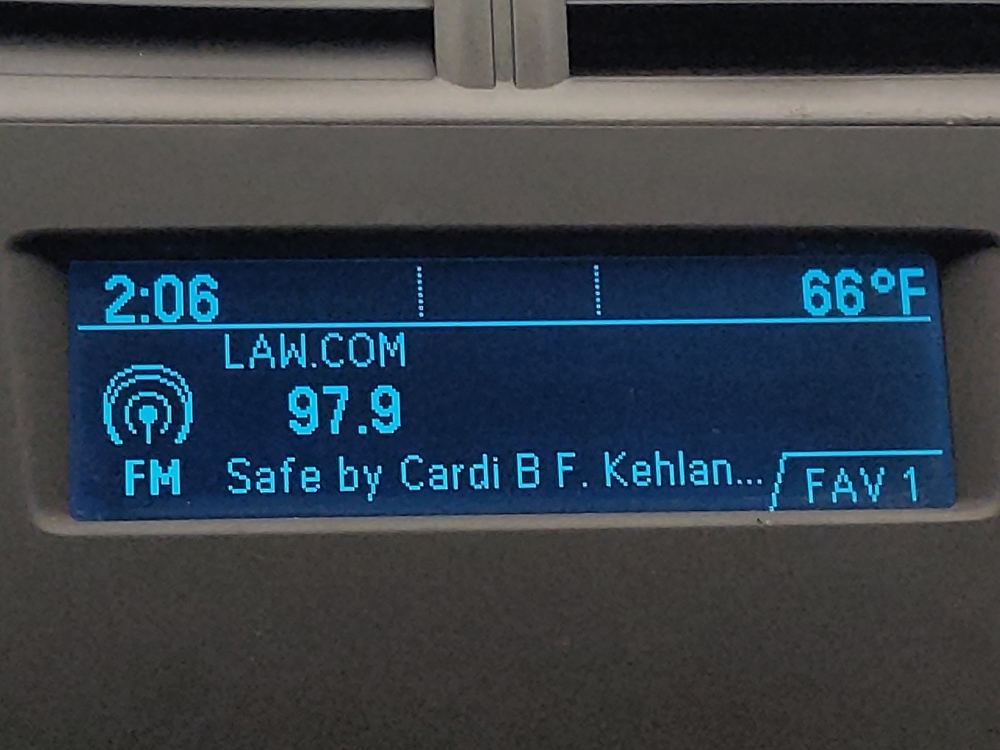 2:06 66°F
LAW.COM
97.9
FM Safe by Cardi B F. Kehlan... FAV 1